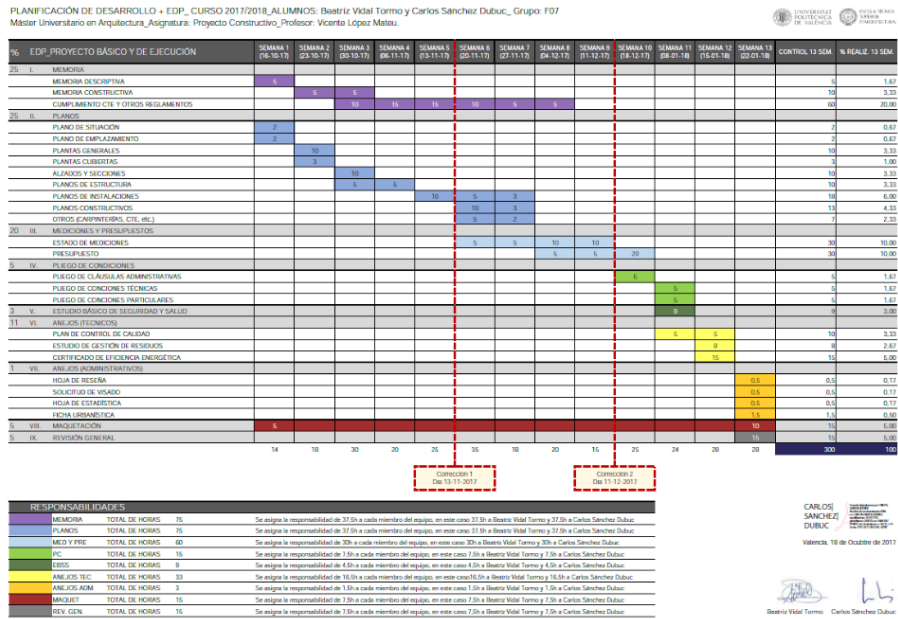 PLANIFICACIÓN DE DESARROLLO + EDP_ CURSO 2017/2018_ALUMNOS: Beatriz Vidal Tormo y Carlos Sánchez Dubuc_ Grupo: F07
Máster Universitario en Arquitectura_Asignatura: Proyecto Constructivo_Profesor: Vicente López Mateu.
UNIVERSITAT POLITÈCNICA DE VALÈNCIA
ESCUELA TÉCNICA SUPERIOR D'ARQUITECTURA
% EDP_PROYECTO BÁSICO Y DE EJECUCIÓN SEMANA 1 SEMANA 2 SEMANA 3 SEMANA 4 SEMANA 5 SEMANA 6 SEMANA 7 SEMANA 8 SEMANA 9 SEMANA 10 SEMANA 11 SEMANA 12 SEMANA 13 CONTROL 13 SEM. % REALIZ. 13 SEM.
(16-10-17) (23-10-17) (30-10-17) (06-11-17) (13-11-17) (20-11-17) (27-11-17) (04-12-17) (11-12-17) (18-12-17) (08-01-18) (15-01-18) (22-01-18)
25 I. MEMORIA
MEMORIA DESCRIPTIVA 5 5 1,67
MEMORIA CONSTRUCTIVA 5 5 10 3,33
CUMPLIMIENTO CTE Y OTROS REGLAMENTOS 10 15 15 10 5 5 60 20,00
25 II. PLANOS
PLANO DE SITUACIÓN 2 2 0,67
PLANO DE EMPLAZAMIENTO 2 2 0,67
PLANTAS GENERALES 10 10 3,33
PLANTAS CUBIERTAS 3 3 1,00
ALZADOS Y SECCIONES 10 10 3,33
PLANOS DE ESTRUCTURA 5 5 10 3,33
PLANOS DE INSTALACIONES 10 5 3 18 6,00
PLANOS CONSTRUCTIVOS 10 3 13 4,33
OTROS (CARPINTERÍAS, CTE, etc.) 5 2 7 2,33
20 III. MEDICIONES Y PRESUPUESTOS
ESTADO DE MEDICIONES 5 5 10 10 30 10,00
PRESUPUESTO 5 5 20 30 10,00
5 IV. PLIEGO DE CONDICIONES
PLIEGO DE CLÁUSULAS ADMINISTRATIVAS 5 5 1,67
PLIEGO DE CONCIONES TÉCNICAS 5 5 1,67
PLIEGO DE CONCIONES PARTICULARES 5 5 1,67
3 V. ESTUDIO BÁSICO DE SEGURIDAD Y SALUD 9 9 3,00
11 VI. ANEJOS (TECNICOS)
PLAN DE CONTROL DE CALIDAD 5 5 10 3,33
ESTUDIO DE GESTIÓN DE RESIDUOS 8 8 2,67
CERTIFICADO DE EFICIENCIA ENERGÉTICA 15 15 5,00
1 VII. ANEJOS (ADMINISTRATIVOS)
HOJA DE RESEÑA 0,5 0,5 0,17
SOLICITUD DE VISADO 0,5 0,5 0,17
HOJA DE ESTADÍSTICA 0,5 0,5 0,17
FICHA URBANÍSTICA 1,5 1,5 0,50
5 VIII. MAQUETACIÓN 5 10 15 5,00
5 IX. REVISIÓN GENERAL 15 15 5,00
14 18 30 20 25 35 18 20 15 25 24 28 28 300 100
Corrección 1
Día 13-11-2017
Corrección 2
Día 11-12-2017
RESPONSABILIDADES
MEMORIA TOTAL DE HORAS 75 Se asigna la responsabilidad de 37,5h a cada miembro del equipo, en este caso 37,5h a Beatriz Vidal Tormo y 37,5h a Carlos Sánchez Dubuc
PLANOS TOTAL DE HORAS 75 Se asigna la responsabilidad de 37,5h a cada miembro del equipo, en este caso 37,5h a Beatriz Vidal Tormo y 37,5h a Carlos Sánchez Dubuc
MED Y PRE TOTAL DE HORAS 60 Se asigna la responsabilidad de 30h a cada miembro del equipo, en este caso 30h a Beatriz Vidal Tormo y 30h a Carlos Sánchez Dubuc
PC TOTAL DE HORAS 15 Se asigna la responsabilidad de 7,5h a cada miembro del equipo, en este caso 7,5h a Beatriz Vidal Tormo y 7,5h a Carlos Sánchez Dubuc
EBSS TOTAL DE HORAS 9 Se asigna la responsabilidad de 4,5h a cada miembro del equipo, en este caso 4,5h a Beatriz Vidal Tormo y 4,5h a Carlos Sánchez Dubuc
ANEJOS TEC TOTAL DE HORAS 33 Se asigna la responsabilidad de 16,5h a cada miembro del equipo, en este caso16,5h a Beatriz Vidal Tormo y 16,5h a Carlos Sánchez Dubuc
ANEJOS ADM TOTAL DE HORAS 3 Se asigna la responsabilidad de 1,5h a cada miembro del equipo, en este caso 1,5h a Beatriz Vidal Tormo y 1,5h a Carlos Sánchez Dubuc
MAQUET TOTAL DE HORAS 15 Se asigna la responsabilidad de 7,5h a cada miembro del equipo, en este caso 7,5h a Beatriz Vidal Tormo y 7,5h a Carlos Sánchez Dubuc
REV. GEN. TOTAL DE HORAS 15 Se asigna la responsabilidad de 7,5h a cada miembro del equipo, en este caso 7,5h a Beatriz Vidal Tormo y 7,5h a Carlos Sánchez Dubuc
CARLOS|
SANCHEZ|
DUBUC
Valencia, 18 de Octubre de 2017
Beatriz Vidal Tormo Carlos Sánchez Dubuc